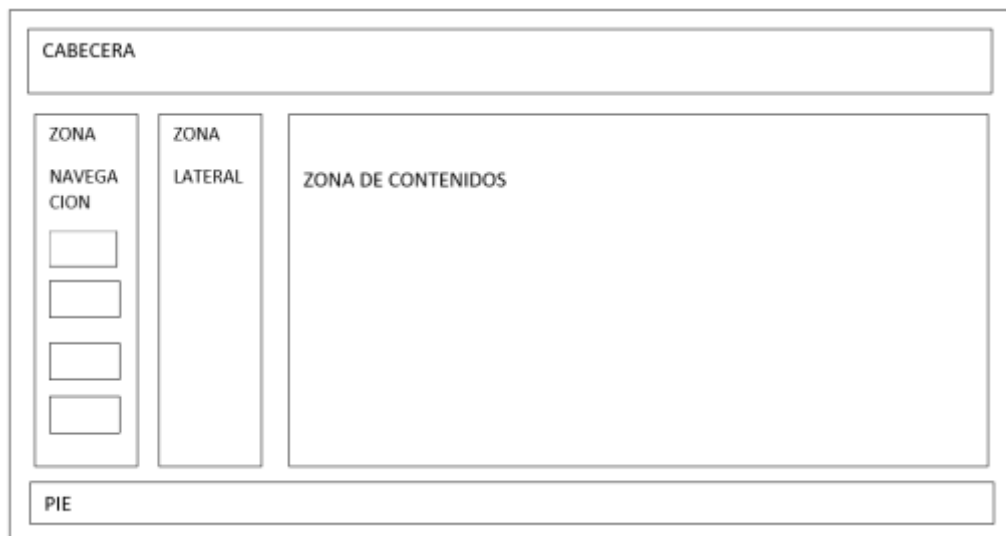 CABECERA
ZONA
NAVEGA
CION
ZONA
LATERAL
ZONA DE CONTENIDOS
PIE